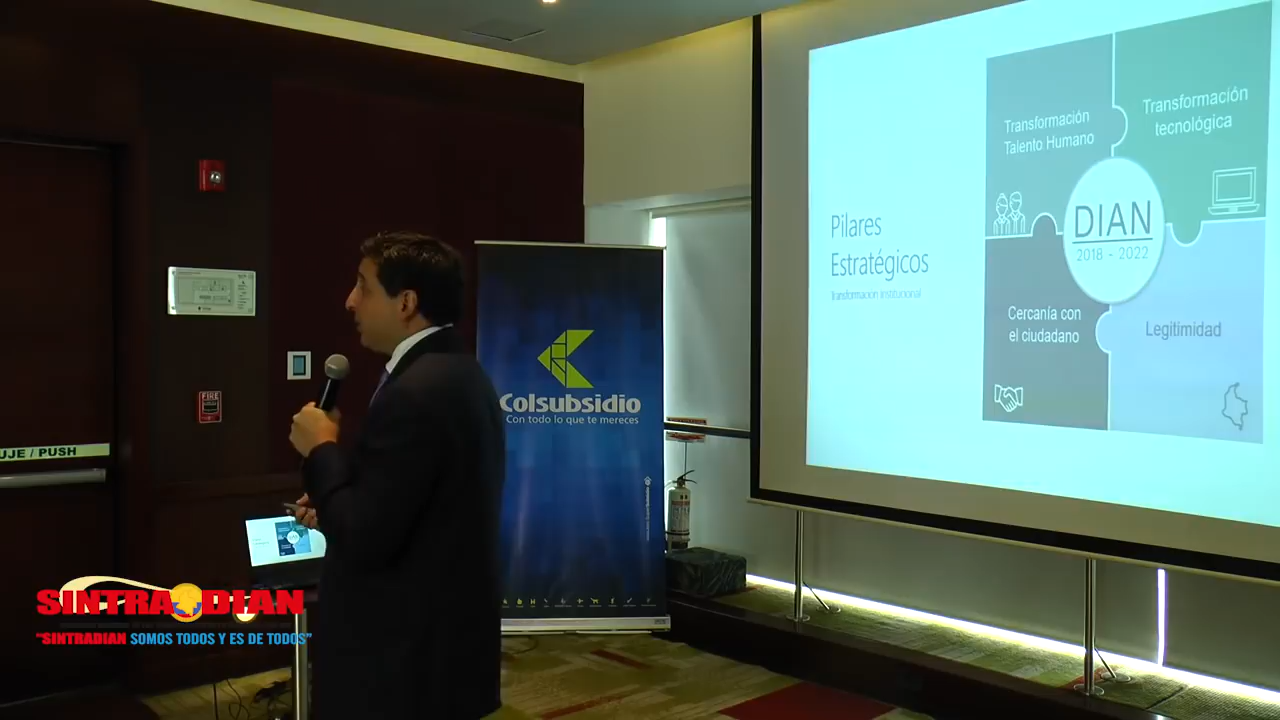 Pilares
Estratégicos
Transformación Institucional
Transformación
Talento Humano
Transformación
tecnológica
DIAN
2018 - 2022
Cercanía con
el ciudadano
Legitimidad
Colsubsidio
Con todo lo que te mereces
FIRE
UJE / PUSH
SINTRADIAN
"SINTRADIAN SOMOS TODOS Y ES DE TODOS"